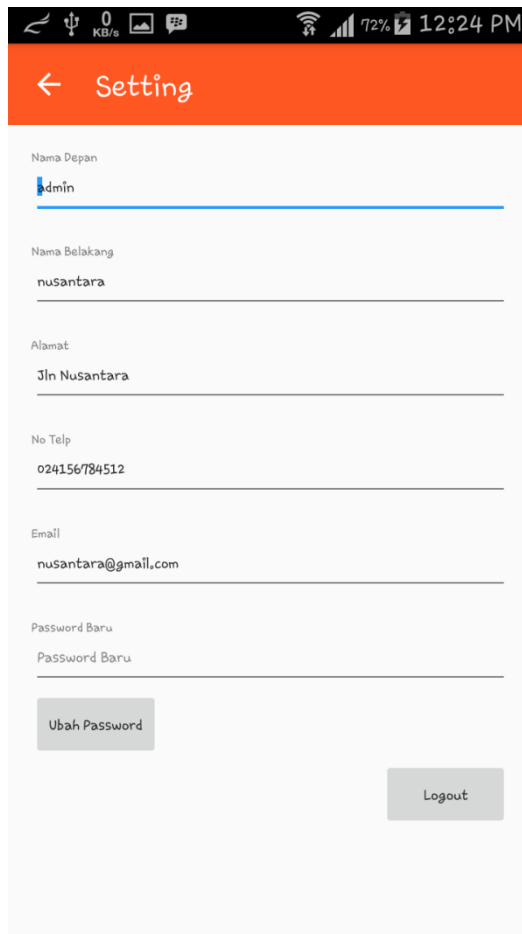 0
KB/s
72%
12:24 PM
Setting
Nama Depan
admin
Nama Belakang
nusantara
Alamat
Jln Nusantara
No Telp
024156784512
Email
nusantara@gmail.com
Password Baru
Password Baru
Ubah Password
Logout